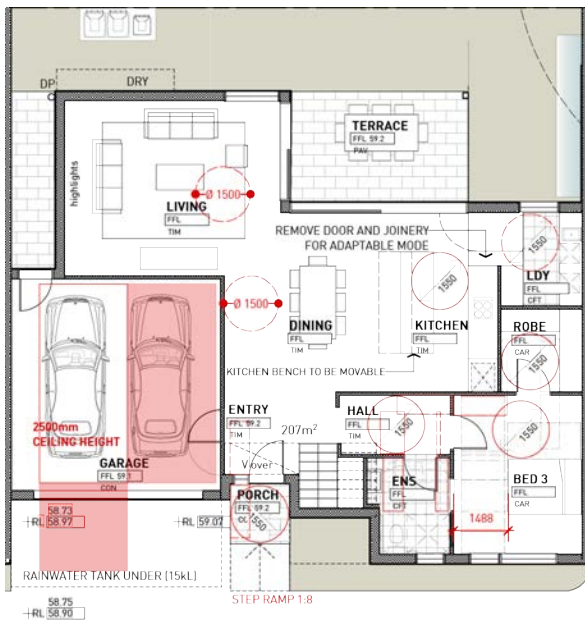 DP
DRY
TERRACE
FFL 59.2
PAV
highlights
Ø 1500
LIVING
FFL
TIM
REMOVE DOOR AND JOINERY
FOR ADAPTABLE MODE
1550
LDY
FFL
CFT
1550
Ø 1500
DINING
FFL
TIM
KITCHEN
FFL
TIM
ROBE
FFL
CAR
1550
KITCHEN BENCH TO BE MOVABLE
2500mm
CEILING HEIGHT
ENTRY
FFL 59.2
TIM
207m²
HALL
FFL
TIM
1550
1550
GARAGE
FFL 59.1
CON
V over
ENS
FFL
CFT
BED 3
FFL
CAR
PORCH
FFL 59.2
1550
1488
58.73
RL 58.97
RL 59.07
RAINWATER TANK UNDER (15kL)
STEP RAMP 1:8
58.75
RL 58.90